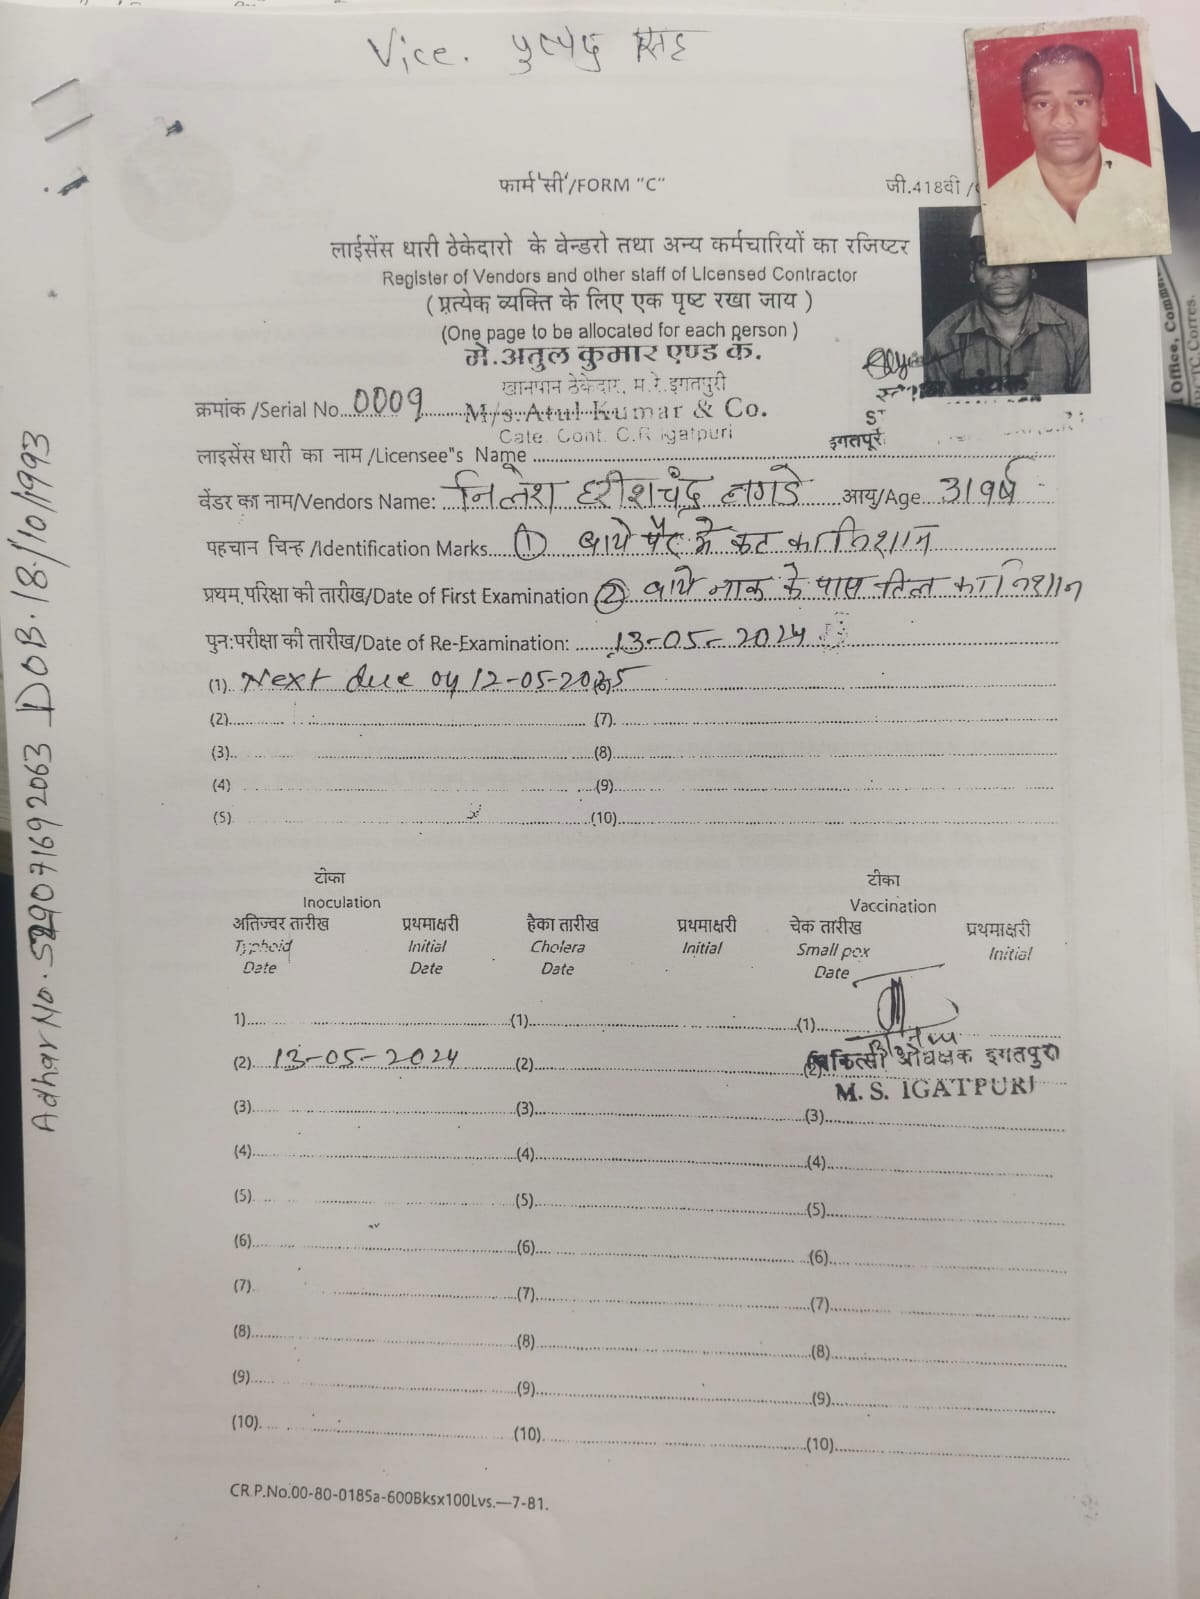 Vice. सिंह
फार्म 'सी'/FORM "C"
जी.418वी /
लाईसेंस धारी ठेकेदारो के वेन्डरो तथा अन्य कर्मचारियों का रजिष्टर
Register of Vendors and other staff of Licensed Contractor
( प्रत्येक व्यक्ति के लिए एक पृष्ट रखा जाय )
(One page to be allocated for each person )
मे.अतुल कुमार एण्ड कं.
खानपान ठेकेदार, म.रे.इगतपुरी
क्रमांक /Serial No. 0009 M/s.Atul Kumar & Co.
Cate. Cont. C.R igatpuri
इगतपूरी
लाइसेंस धारी का नाम /Licensee"s Name
वेंडर का नाम/Vendors Name: निलेश हरीशचंद्र लगडे आयु/Age 31 वर्ष
पहचान चिन्ह /Identification Marks. (1) बाये पैर में कट का निशान
प्रथम परिक्षा की तारीख/Date of First Examination (2) बाये नाक के पास तिल का निशान
पुन:परीक्षा की तारीख/Date of Re-Examination: 13-05-2024
(1). Next due on 12-05-2025
(2) (7).
(3) (8)
(4) (9)
(5) (10)
टीका टीका
Inoculation Vaccination
अतिज्वर तारीख प्रथमाक्षरी हैका तारीख प्रथमाक्षरी चेक तारीख प्रथमाक्षरी
Typhoid Initial Cholera Initial Small pox Initial
Date Date Date Date
1) (1) (1)
(2) 13-05-2024 (2) (2)
चिकित्सा अधिक्षक इगतपुरी
M. S. IGATPURI
(3) (3) (3)
(4) (4) (4)
(5) (5) (5)
(6) (6) (6)
(7) (7) (7)
(8) (8) (8)
(9) (9) (9)
(10). (10) (10)
CR.P.No.00-80-0185a-600Bksx100Lvs.—7-81.
Adhar No. DOB. 18/10/1993
Office, Comm
TC, Corres.